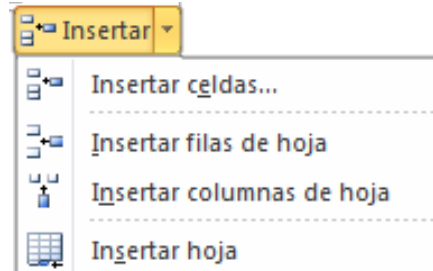 Insertar
Insertar celdas...
Insertar filas de hoja
Insertar columnas de hoja
Insertar hoja